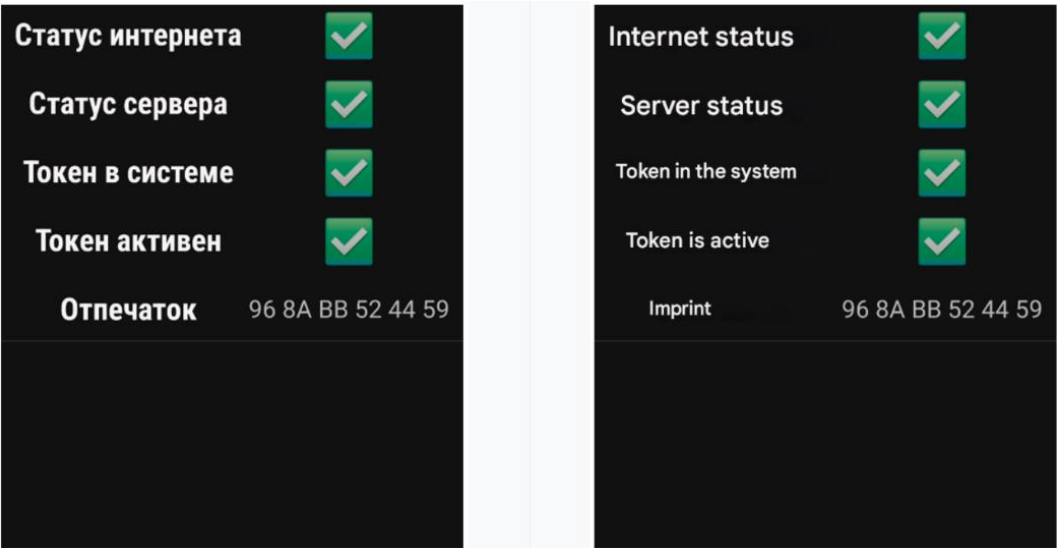 Статус интернета
Статус сервера
Токен в системе
Токен активен
Отпечаток 96 8A BB 52 44 59
Internet status
Server status
Token in the system
Token is active
Imprint 96 8A BB 52 44 59